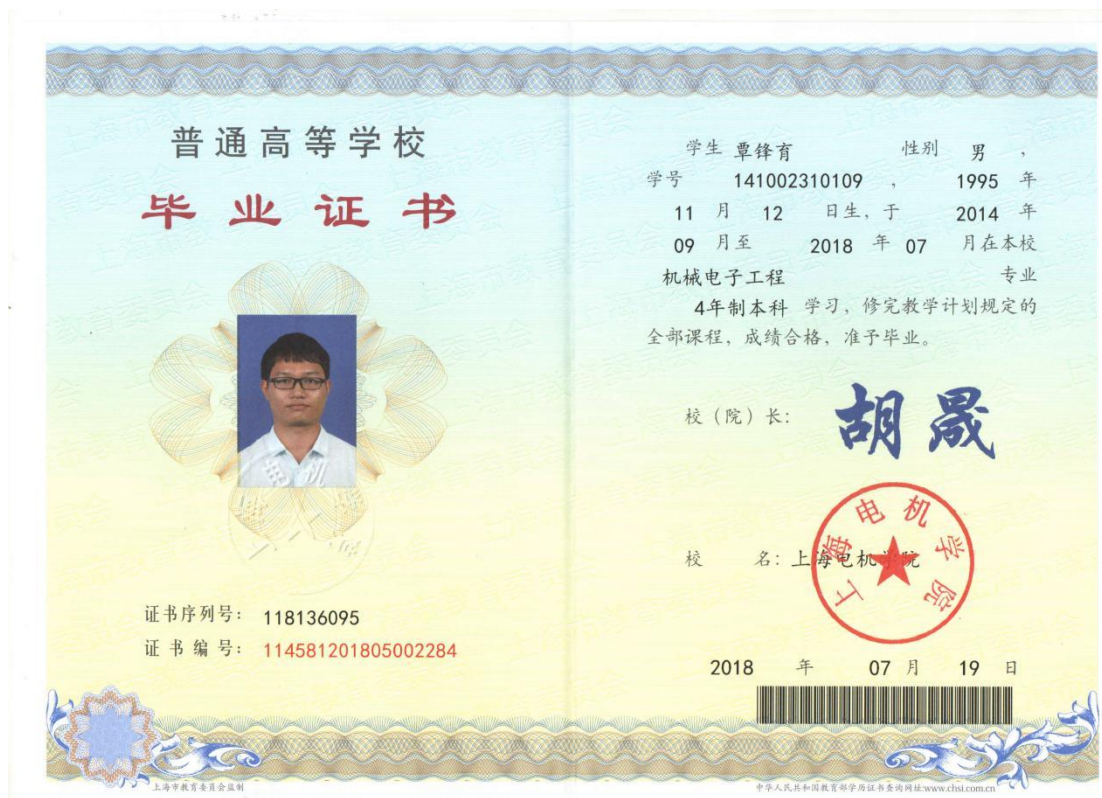 普通高等学校
毕业证书
证书序列号： 118136095
证书编号： 114581201805002284
上海市教育委员会监制
学生 覃锋育 性别 男 ，
学号 141002310109 ， 1995 年
11 月 12 日生，于 2014 年
09 月至 2018 年 07 月在本校
机械电子工程 专业
4年制本科 学习，修完教学计划规定的
全部课程，成绩合格，准予毕业。
校（院）长： 胡晟
校 名：上海电机学院
上海电机学院
2018 年 07 月 19 日
中华人民共和国教育部学历证书查询网址:www.chsi.com.cn